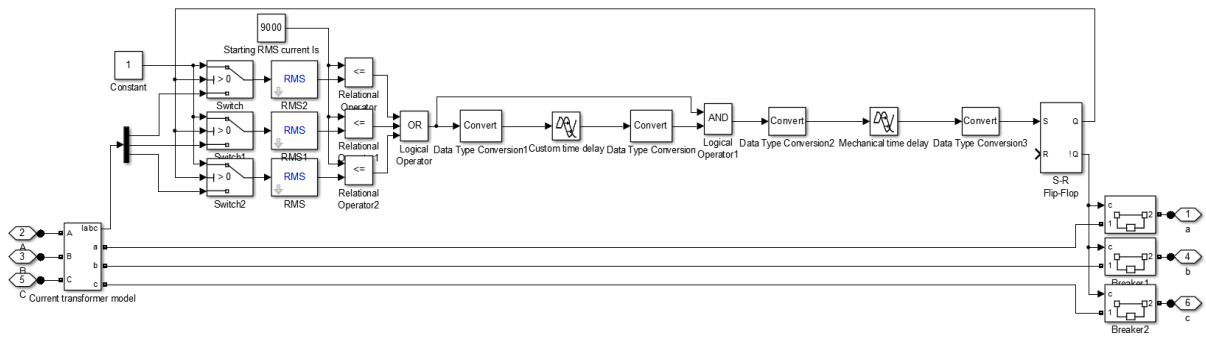 9000
Starting RMS current Is
1
Constant
> 0
Switch
RMS
RMS2
<=
Relational
Operator
> 0
Switch1
RMS
RMS1
<=
Relational
Operator1
> 0
Switch2
RMS
RMS
<=
Relational
Operator2
OR
Logical
Operator
Convert
Data Type Conversion1
Custom time delay
Convert
Data Type Conversion
AND
Logical
Operator1
Convert
Data Type Conversion2
Mechanical time delay
Convert
Data Type Conversion3
S
Q
R
!Q
S-R
Flip-Flop
2
A
3
B
5
C
A
B
C
Iabc
a
b
c
Current transformer model
c
1
2
1
a
c
1
2
Breaker1
4
b
c
1
2
Breaker2
6
c